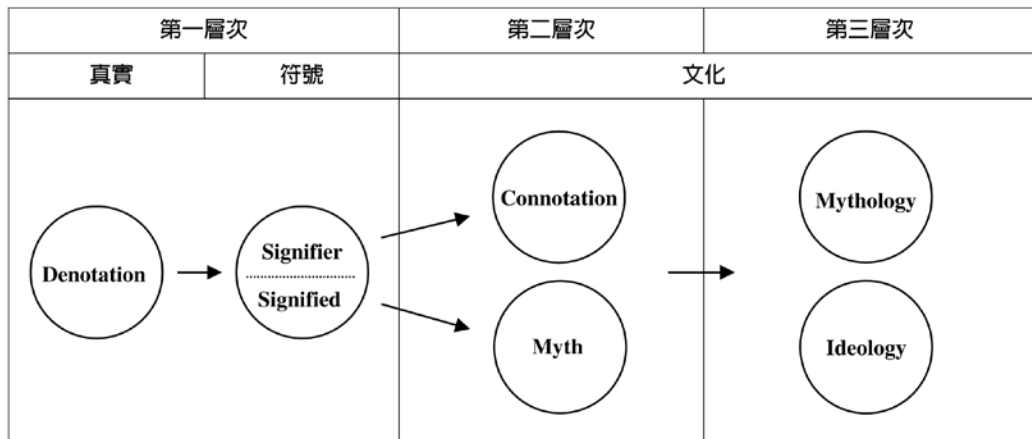 第一層次
第二層次
第三層次
真實
符號
文化
Denotation
Signifier
Signified
Connotation
Myth
Mythology
Ideology